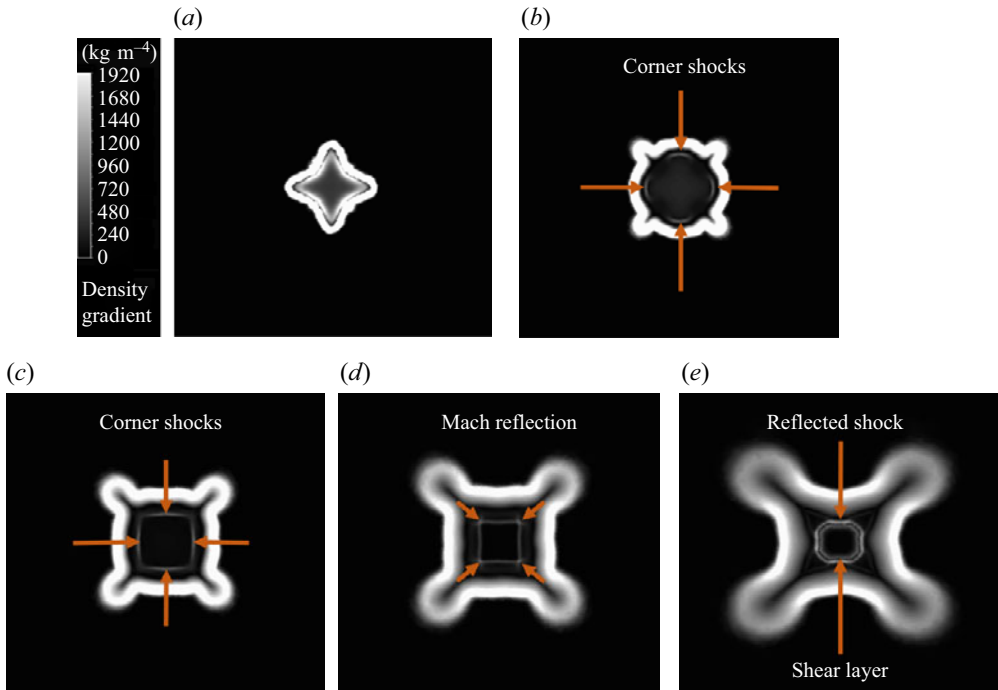 (a)
(b)
(kg m⁻⁴)
1920
1680
1440
1200
960
720
480
240
0
Density
gradient
Corner shocks
(c)
(d)
(e)
Corner shocks
Mach reflection
Reflected shock
Shear layer